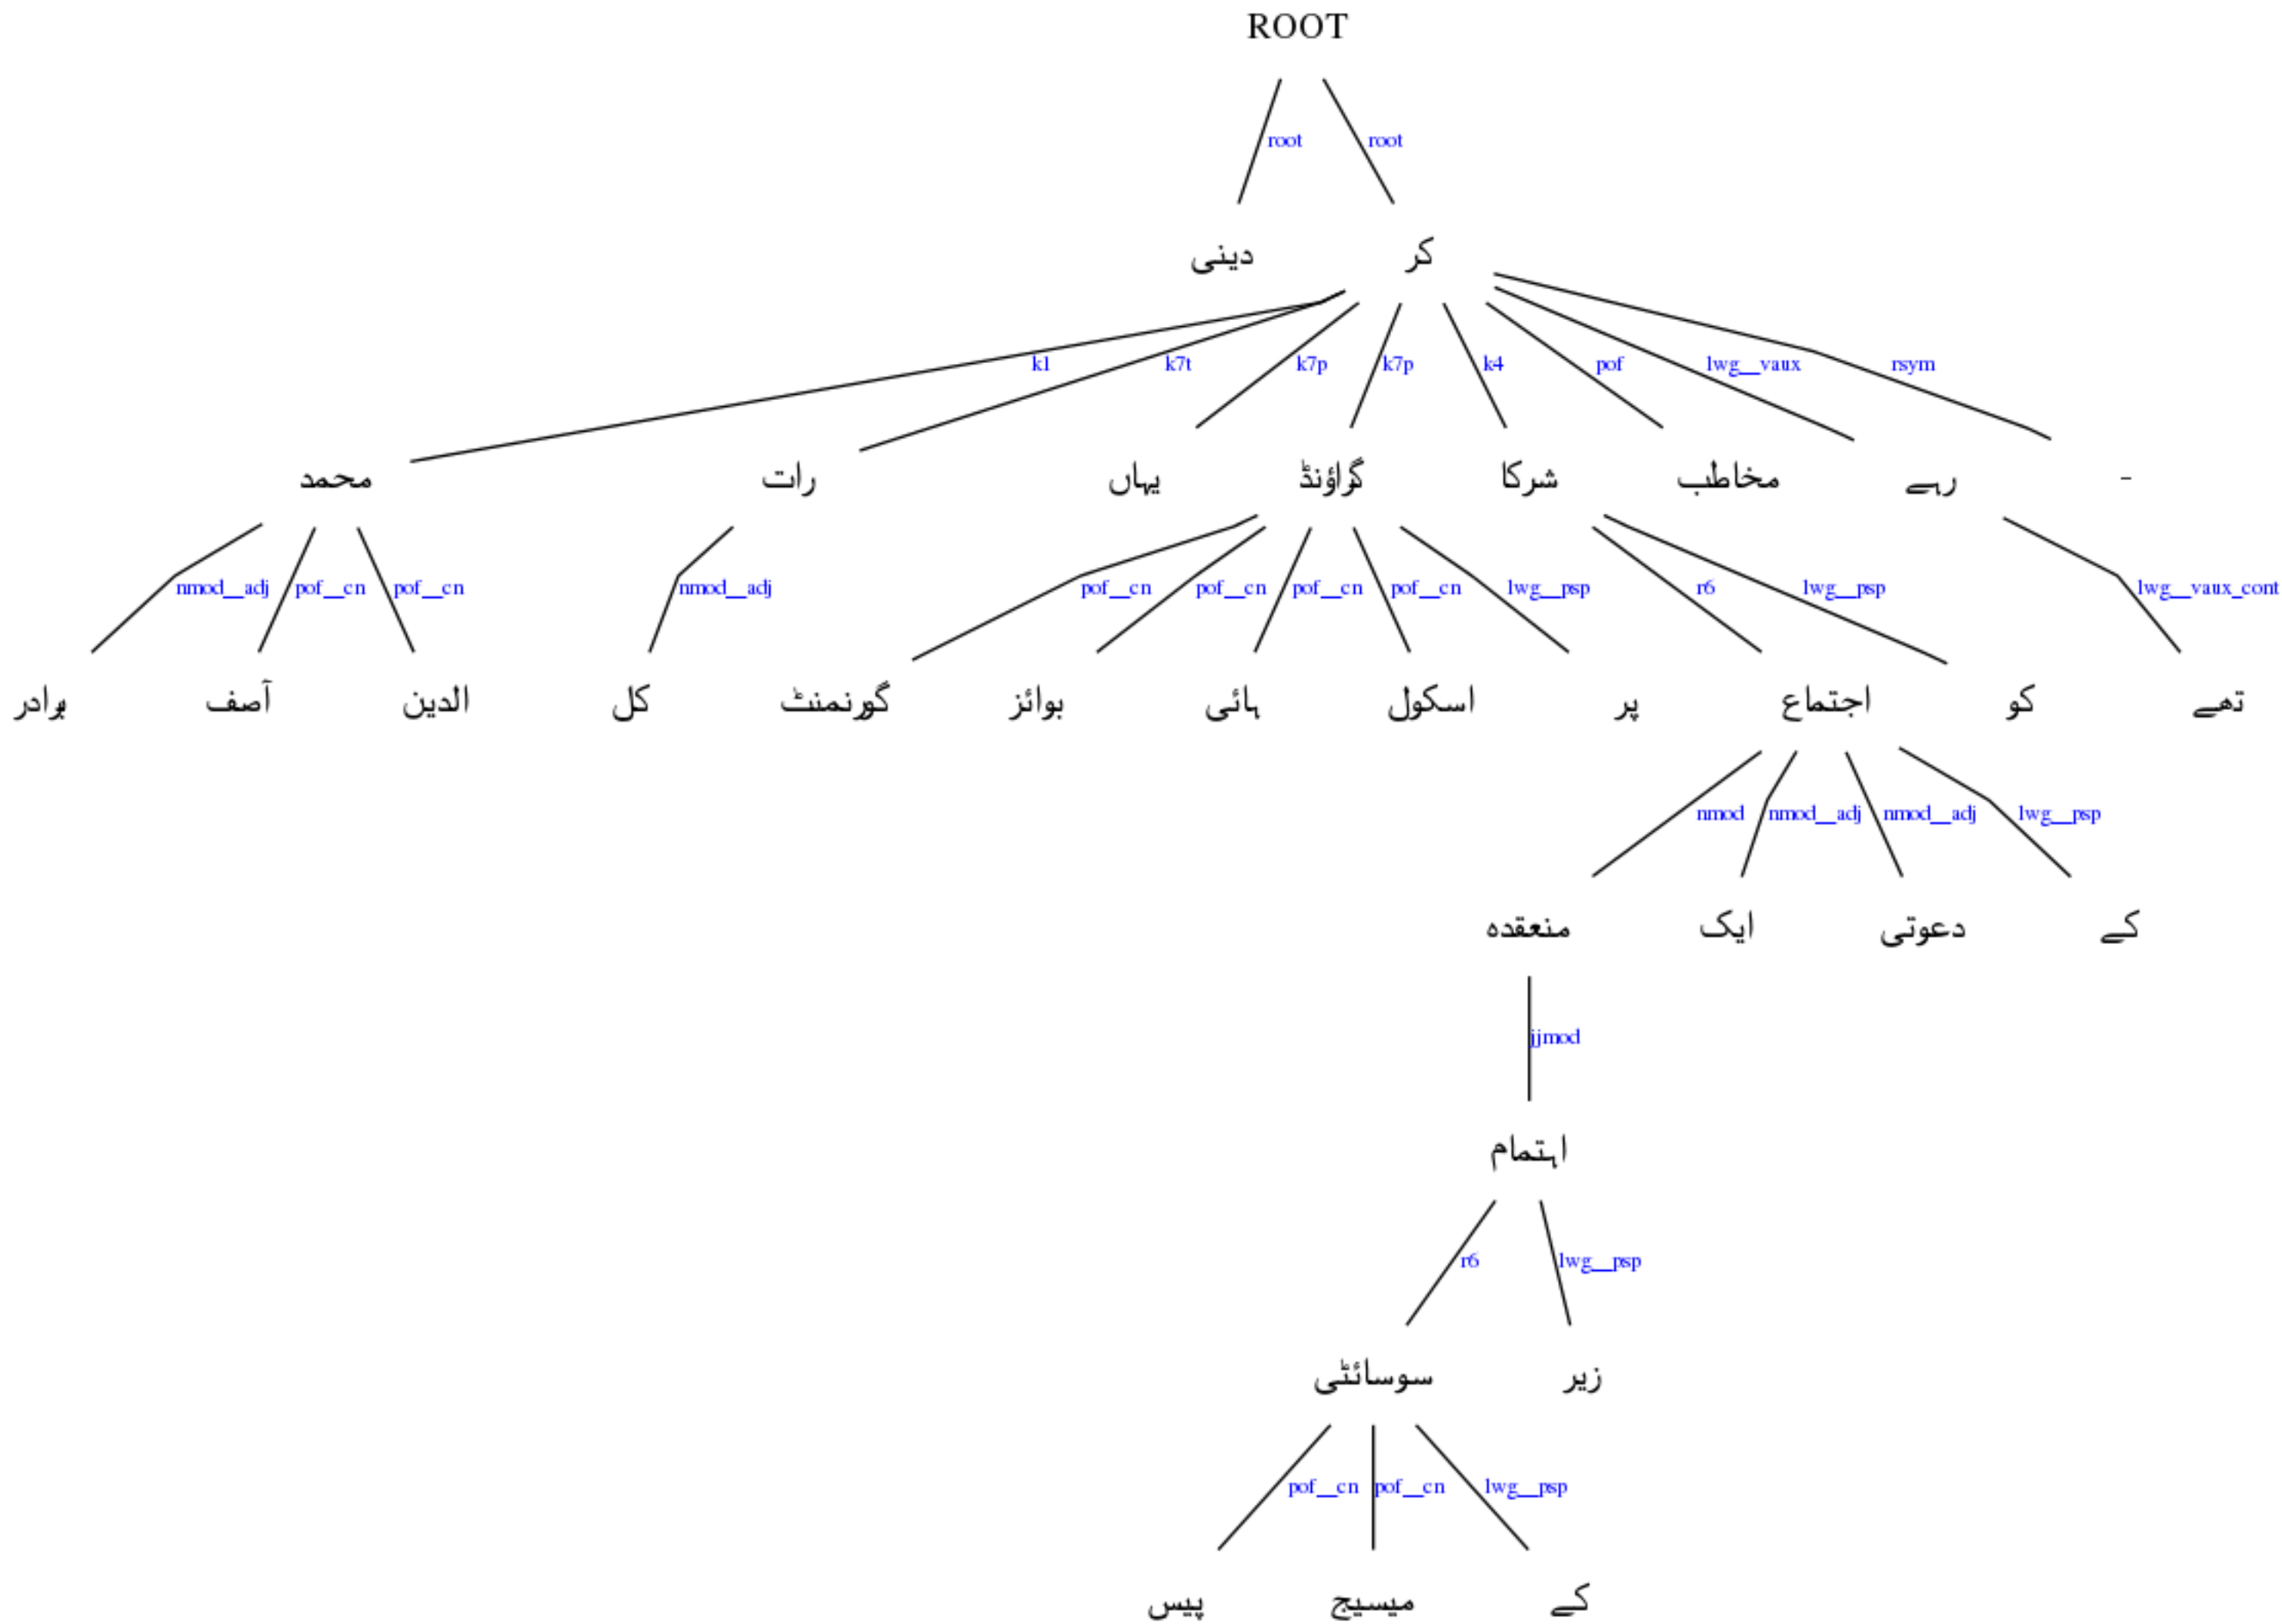 ROOT
root root
دینی کر
k1 k7t k7p k7p k4 pof lwg__vaux rsym
محمد رات یہاں گراؤنڈ شرکا مخاطب رہے -
nmod__adj pof__cn pof__cn nmod__adj pof__cn pof__cn pof__cn pof__cn lwg__psp r6 lwg__psp lwg__vaux_cont
برادر آصف الدین کل گورنمنٹ بوائز ہائی اسکول پر اجتماع کو تھے
nmod nmod__adj nmod__adj lwg__psp
منعقدہ ایک دعوتی کے
jjmod
اہتمام
r6 lwg__psp
سوسائٹی زیر
pof__cn pof__cn lwg__psp
پیس میسیج کے